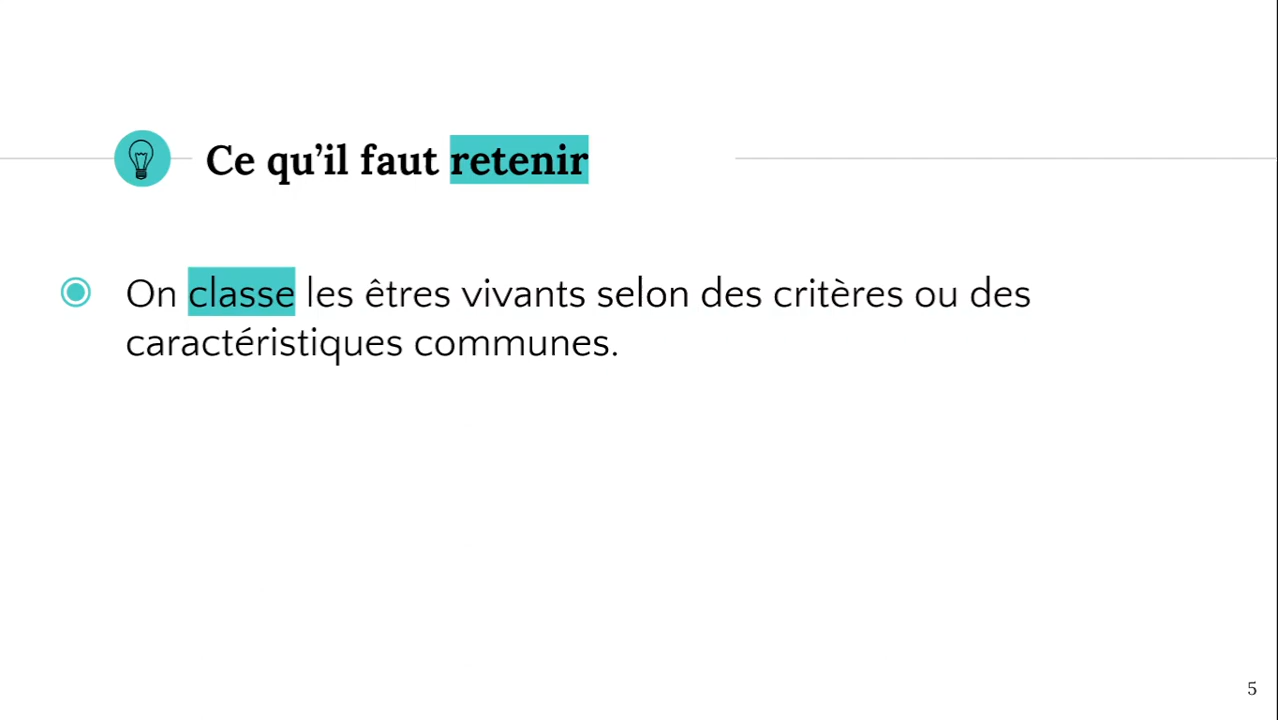 Ce qu’il faut retenir
On classe les êtres vivants selon des critères ou des
caractéristiques communes.
5